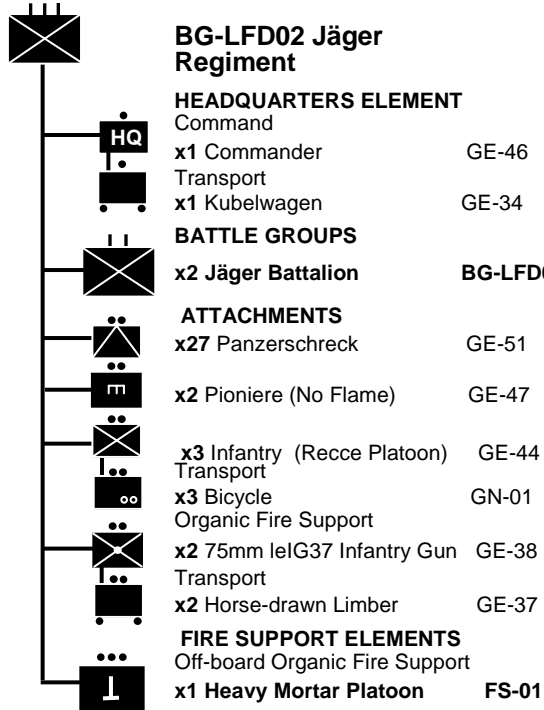 BG-LFD02 Jäger
Regiment
HEADQUARTERS ELEMENT
Command
HQ
x1 Commander GE-46
Transport
x1 Kubelwagen GE-34
BATTLE GROUPS
x2 Jäger Battalion BG-LFD0
ATTACHMENTS
x27 Panzerschreck GE-51
x2 Pioniere (No Flame) GE-47
x3 Infantry (Recce Platoon) GE-44
Transport
x3 Bicycle GN-01
Organic Fire Support
x2 75mm leIG37 Infantry Gun GE-38
Transport
x2 Horse-drawn Limber GE-37
FIRE SUPPORT ELEMENTS
Off-board Organic Fire Support
x1 Heavy Mortar Platoon FS-01